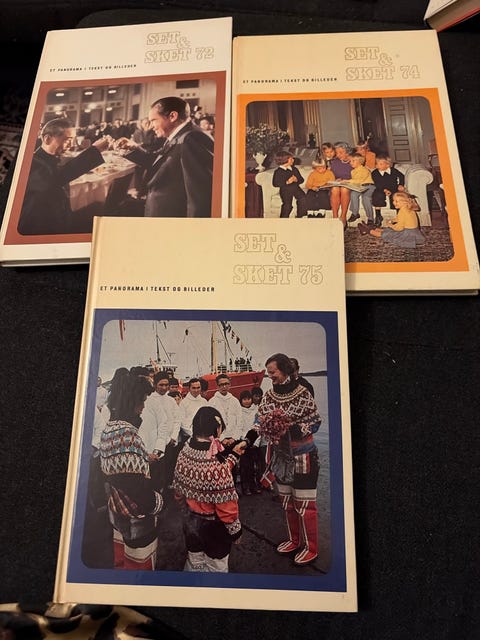 SET
&
SKET 72
ET PANORAMA I TEKST OG BILLEDER
SET
&
SKET 74
ET PANORAMA I TEKST OG BILLEDER
SET
&
SKET 75
ET PANORAMA I TEKST OG BILLEDER